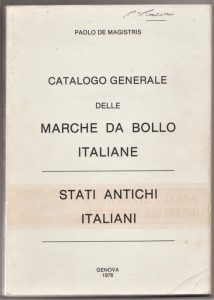 PAOLO DE MAGISTRIS
CATALOGO GENERALE
DELLE
MARCHE DA BOLLO
ITALIANE
STATI ANTICHI
ITALIANI
GENOVA
1976